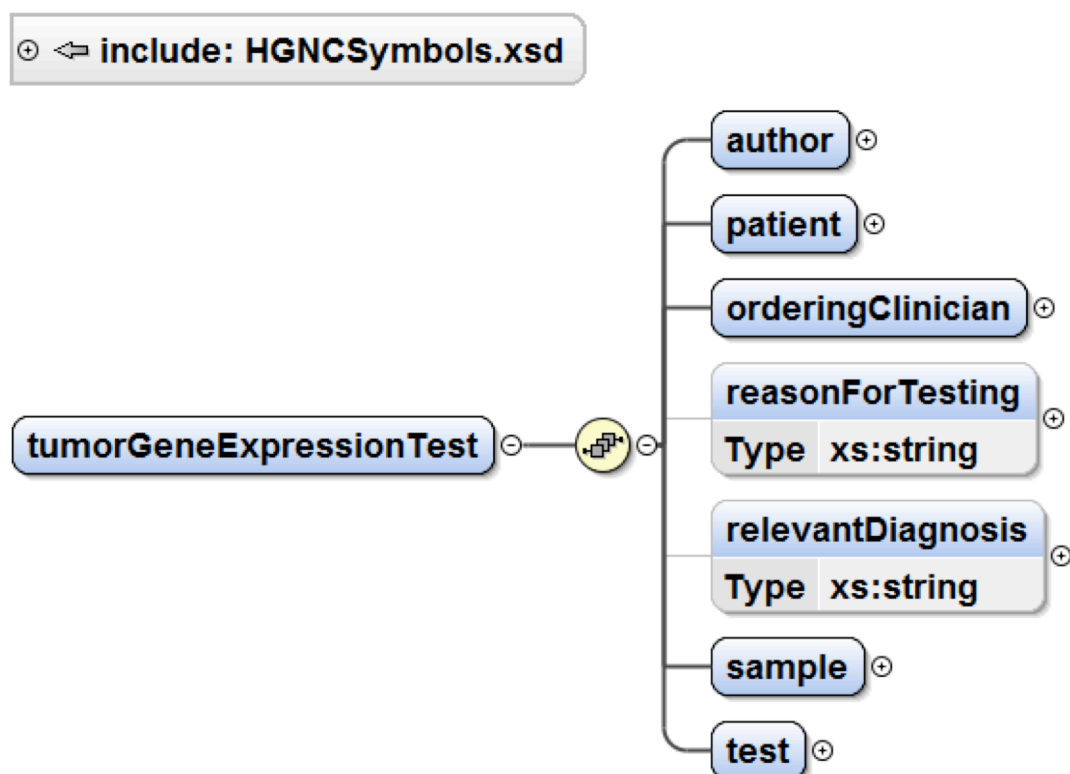 include: HGNCSymbols.xsd
author
patient
orderingClinician
reasonForTesting
Type xs:string
tumorGeneExpressionTest
relevantDiagnosis
Type xs:string
sample
test